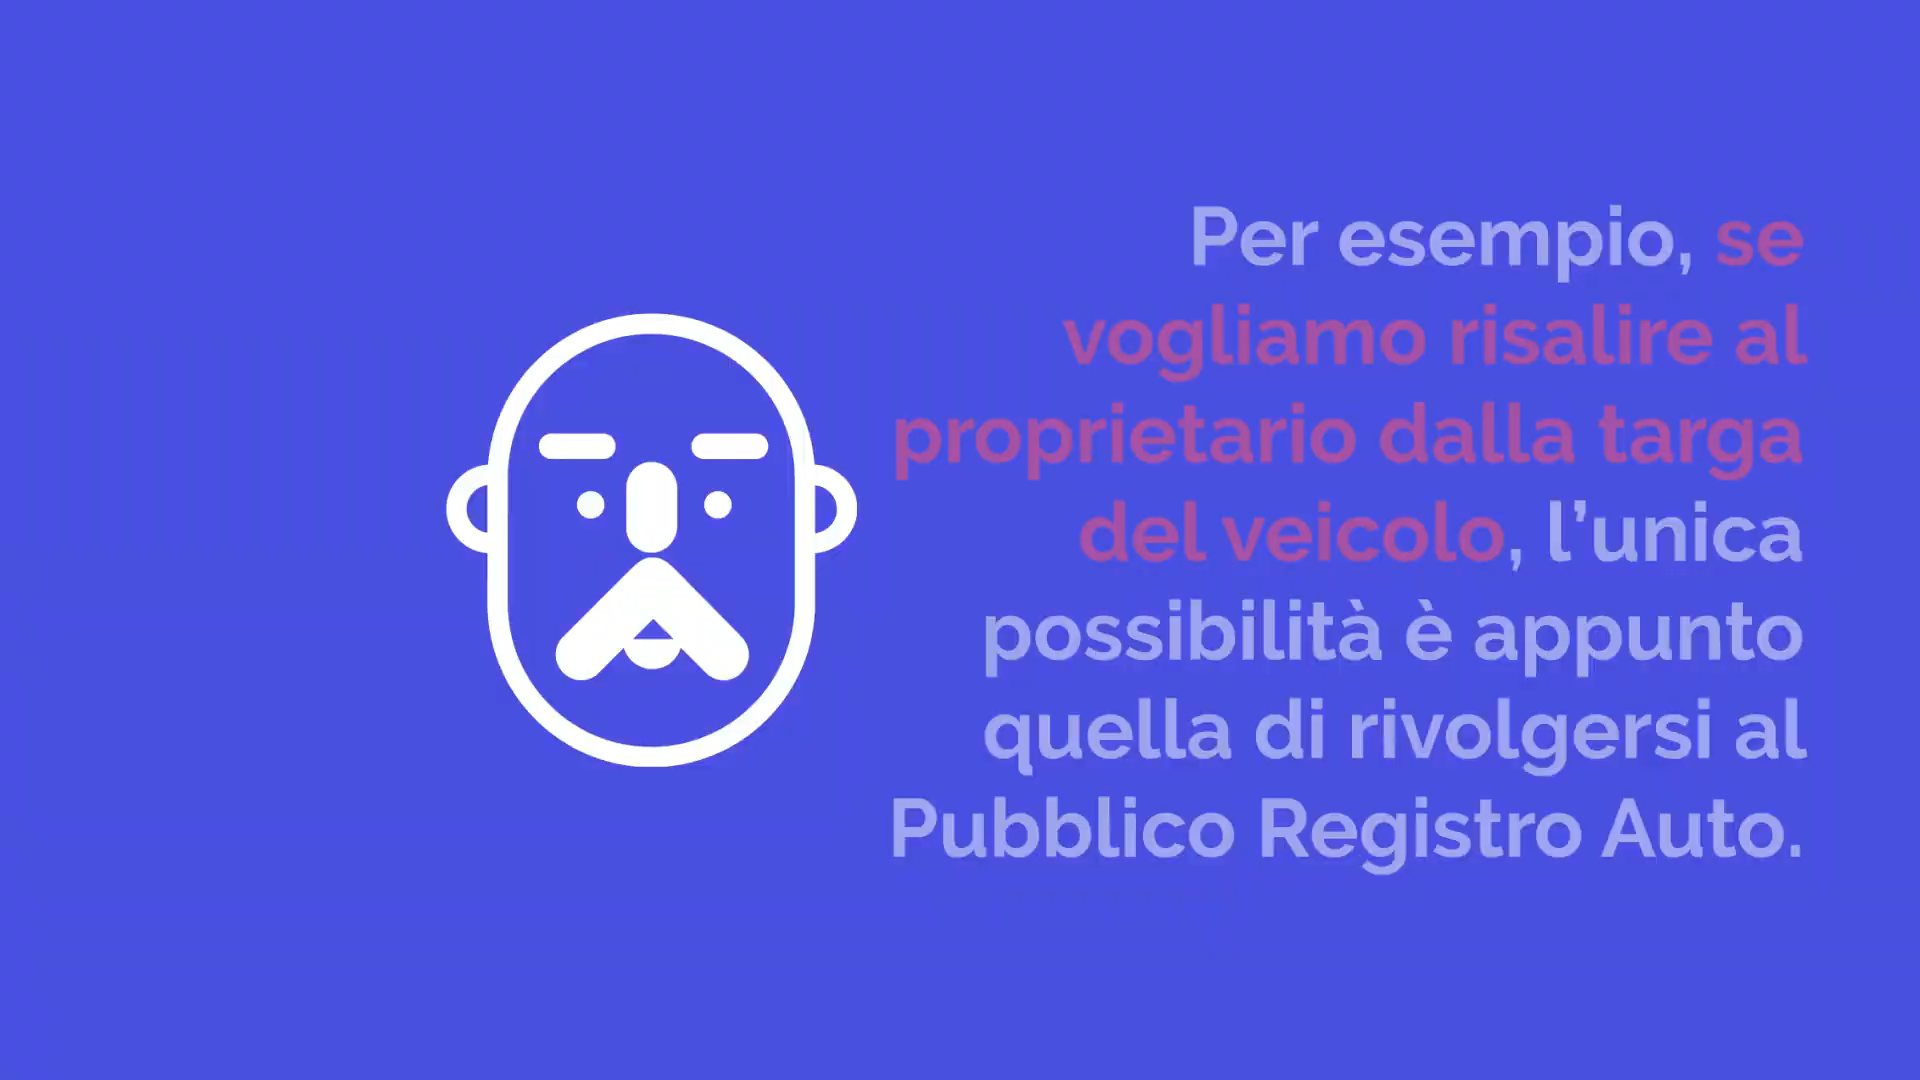 Per esempio, se
vogliamo risalire al
proprietario dalla targa
del veicolo, l’unica
possibilità è appunto
quella di rivolgersi al
Pubblico Registro Auto.